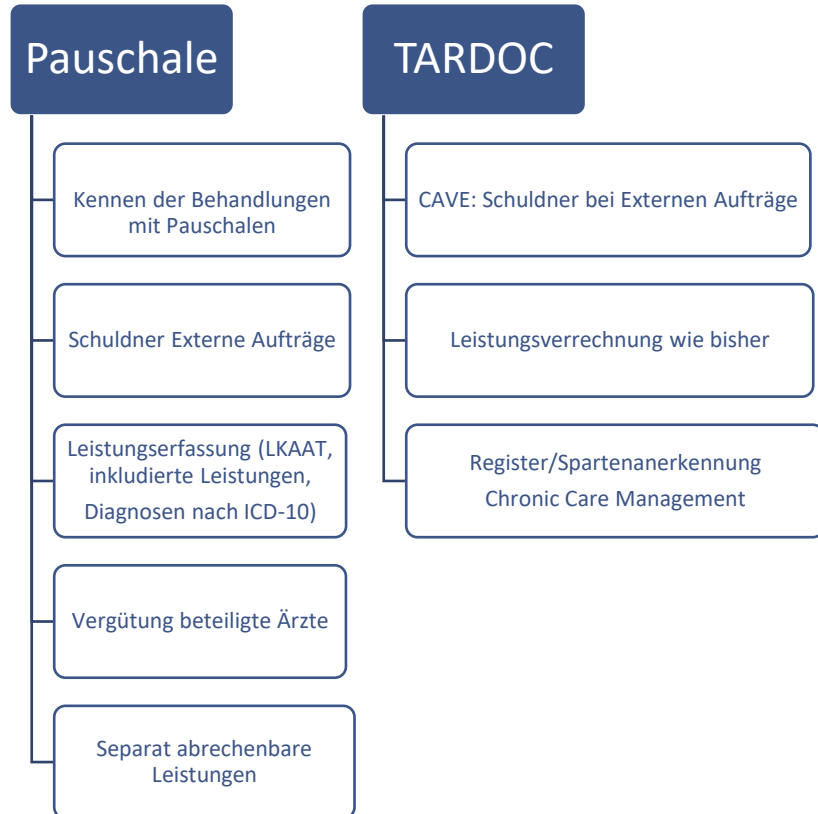 Pauschale
Kennen der Behandlungen
mit Pauschalen
Schuldner Externe Aufträge
Leistungserfassung (LKAAT,
inkludierte Leistungen,
Diagnosen nach ICD-10)
Vergütung beteiligte Ärzte
Separat abrechenbare
Leistungen
TARDOC
CAVE: Schuldner bei Externen Aufträge
Leistungsverrechnung wie bisher
Register/Spartenanerkennung
Chronic Care Management